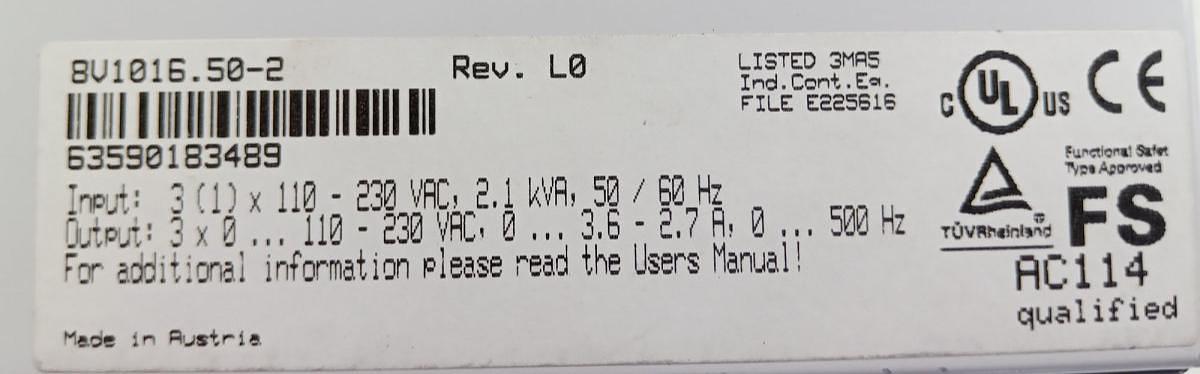 8V1016.50-2
Rev. L0
LISTED 3MA5
Ind.Cont.Eq.
FILE E225616
C UL US CE
63590183489
Functional Safet
Type Approved
FS
TÜVRheinland®
Input: 3 (1) x 110 - 230 VAC, 2.1 kVA, 50 / 60 Hz
Output: 3 x 0 ... 110 - 230 VAC, 0 ... 3.6 - 2.7 A, 0 ... 500 Hz
For additional information please read the Users Manual!
AC114
qualified
Made in Austria